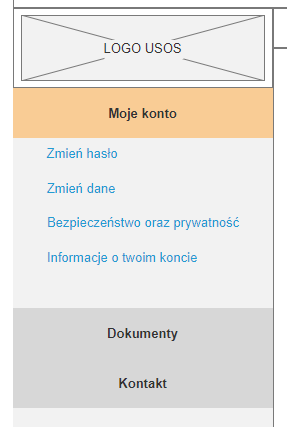 LOGO USOS
Moje konto
Zmień hasło
Zmień dane
Bezpieczeństwo oraz prywatność
Informacje o twoim koncie
Dokumenty
Kontakt